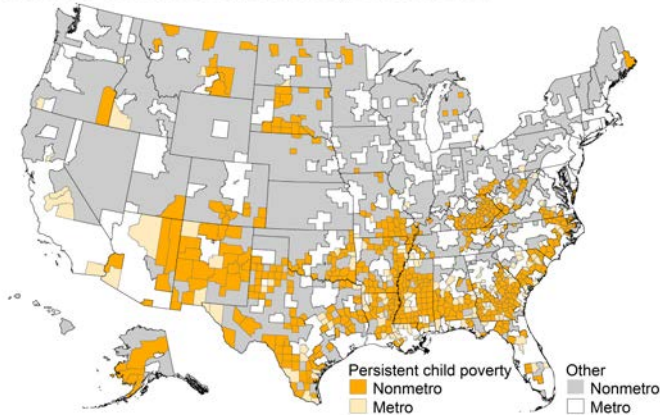 Persistent child poverty
Nonmetro
Metro
Other
Nonmetro
Metro